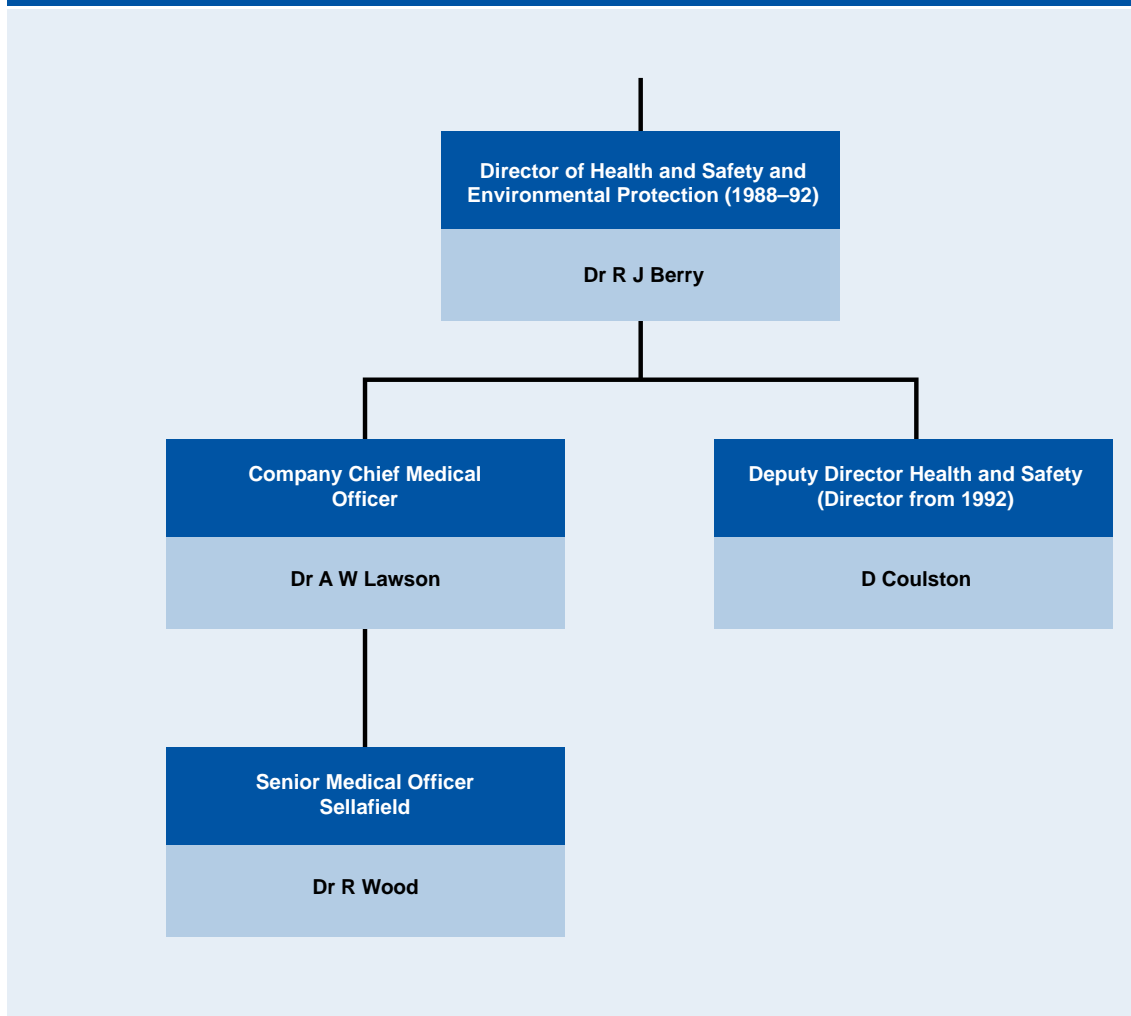 Director of Health and Safety and
Environmental Protection (1988–92)
Dr R J Berry
Company Chief Medical
Officer
Dr A W Lawson
Deputy Director Health and Safety
(Director from 1992)
D Coulston
Senior Medical Officer
Sellafield
Dr R Wood